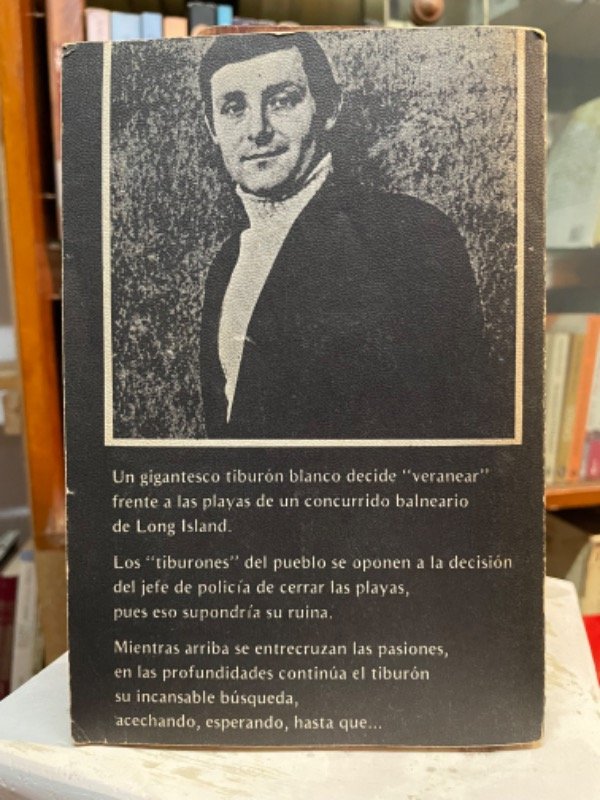 Un gigantesco tiburón blanco decide "veranear"
frente a las playas de un concurrido balneario
de Long Island.
Los "tiburones" del pueblo se oponen a la decisión
del jefe de policía de cerrar las playas,
pues eso supondría su ruina.
Mientras arriba se entrecruzan las pasiones,
en las profundidades continúa el tiburón
su incansable búsqueda,
acechando, esperando, hasta que...